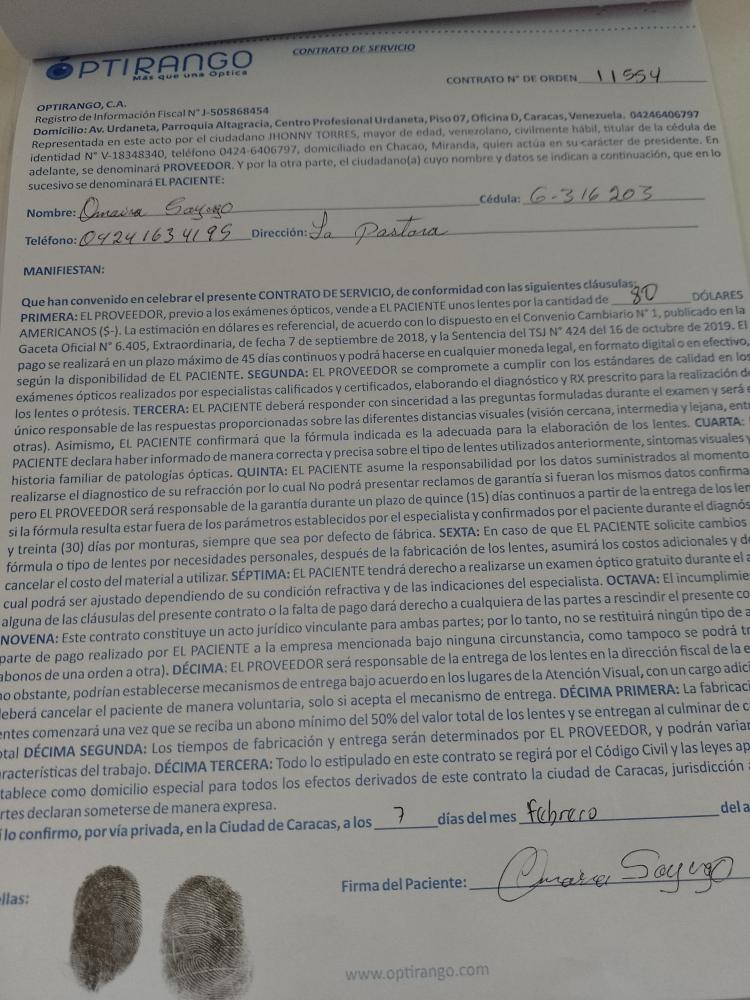 CONTRATO DE SERVICIO
OPTIRANGO
Más que una Óptica
CONTRATO N° DE ORDEN 11554
OPTIRANGO, C.A.
Registro de Información Fiscal N° J-505868454
Domicilio: Av. Urdaneta, Parroquia Altagracia, Centro Profesional Urdaneta, Piso 07, Oficina D, Caracas, Venezuela. 04246406797
Representada en este acto por el ciudadano JHONNY TORRES, mayor de edad, venezolano, civilmente hábil, titular de la cédula de
identidad N° V-18348340, teléfono 0424-6406797, domiciliado en Chacao, Miranda, quien actúa en su carácter de presidente. En
adelante, se denominará PROVEEDOR. Y por la otra parte, el ciudadano(a) cuyo nombre y datos se indican a continuación, que en lo
sucesivo se denominará EL PACIENTE:
Nombre: Omaira Sayago Cédula: 6-316203
Teléfono: 04241634195 Dirección: La Pastora
MANIFIESTAN:
Que han convenido en celebrar el presente CONTRATO DE SERVICIO, de conformidad con las siguientes cláusulas:
PRIMERA: EL PROVEEDOR, previo a los exámenes ópticos, vende a EL PACIENTE unos lentes por la cantidad de 80 DÓLARES
AMERICANOS ($-). La estimación en dólares es referencial, de acuerdo con lo dispuesto en el Convenio Cambiario N° 1, publicado en la
Gaceta Oficial N° 6.405, Extraordinaria, de fecha 7 de septiembre de 2018, y la Sentencia del TSJ N° 424 del 16 de octubre de 2019. El
pago se realizará en un plazo máximo de 45 días continuos y podrá hacerse en cualquier moneda legal, en formato digital o en efectivo,
según la disponibilidad de EL PACIENTE. SEGUNDA: EL PROVEEDOR se compromete a cumplir con los estándares de calidad en los
exámenes ópticos realizados por especialistas calificados y certificados, elaborando el diagnóstico y RX prescrito para la realización de
los lentes o prótesis. TERCERA: EL PACIENTE deberá responder con sinceridad a las preguntas formuladas durante el examen y será e
único responsable de las respuestas proporcionadas sobre las diferentes distancias visuales (visión cercana, intermedia y lejana, entr
otras). Asimismo, EL PACIENTE confirmará que la fórmula indicada es la adecuada para la elaboración de los lentes. CUARTA:
PACIENTE declara haber informado de manera correcta y precisa sobre el tipo de lentes utilizados anteriormente, síntomas visuales y
historia familiar de patologías ópticas. QUINTA: EL PACIENTE asume la responsabilidad por los datos suministrados al momento
realizarse el diagnostico de su refracción por lo cual No podrá presentar reclamos de garantía si fueran los mismos datos confirma
pero EL PROVEEDOR será responsable de la garantía durante un plazo de quince (15) días continuos a partir de la entrega de los len
si la fórmula resulta estar fuera de los parámetros establecidos por el especialista y confirmados por el paciente durante el diagnós
y treinta (30) días por monturas, siempre que sea por defecto de fábrica. SEXTA: En caso de que EL PACIENTE solicite cambios
fórmula o tipo de lentes por necesidades personales, después de la fabricación de los lentes, asumirá los costos adicionales y de
cancelar el costo del material a utilizar. SÉPTIMA: EL PACIENTE tendrá derecho a realizarse un examen óptico gratuito durante el a
cual podrá ser ajustado dependiendo de su condición refractiva y de las indicaciones del especialista. OCTAVA: El incumplimie
alguna de las cláusulas del presente contrato o la falta de pago dará derecho a cualquiera de las partes a rescindir el presente co
NOVENA: Este contrato constituye un acto jurídico vinculante para ambas partes; por lo tanto, no se restituirá ningún tipo de a
parte de pago realizado por EL PACIENTE a la empresa mencionada bajo ninguna circunstancia, como tampoco se podrá tr
abonos de una orden a otra). DÉCIMA: EL PROVEEDOR será responsable de la entrega de los lentes en la dirección fiscal de la e
no obstante, podrían establecerse mecanismos de entrega bajo acuerdo en los lugares de la Atención Visual, con un cargo adici
deberá cancelar el paciente de manera voluntaria, solo si acepta el mecanismo de entrega. DÉCIMA PRIMERA: La fabricaci
entes comenzará una vez que se reciba un abono mínimo del 50% del valor total de los lentes y se entregan al culminar de c
otal DÉCIMA SEGUNDA: Los tiempos de fabricación y entrega serán determinados por EL PROVEEDOR, y podrán varia
racterísticas del trabajo. DÉCIMA TERCERA: Todo lo estipulado en este contrato se regirá por el Código Civil y las leyes ap
tablece como domicilio especial para todos los efectos derivados de este contrato la ciudad de Caracas, jurisdicción a
rtes declaran someterse de manera expresa.
í lo confirmo, por vía privada, en la Ciudad de Caracas, a los 7 días del mes febrero del a
Firma del Paciente: Omaira Sayago
ellas:
www.optirango.com